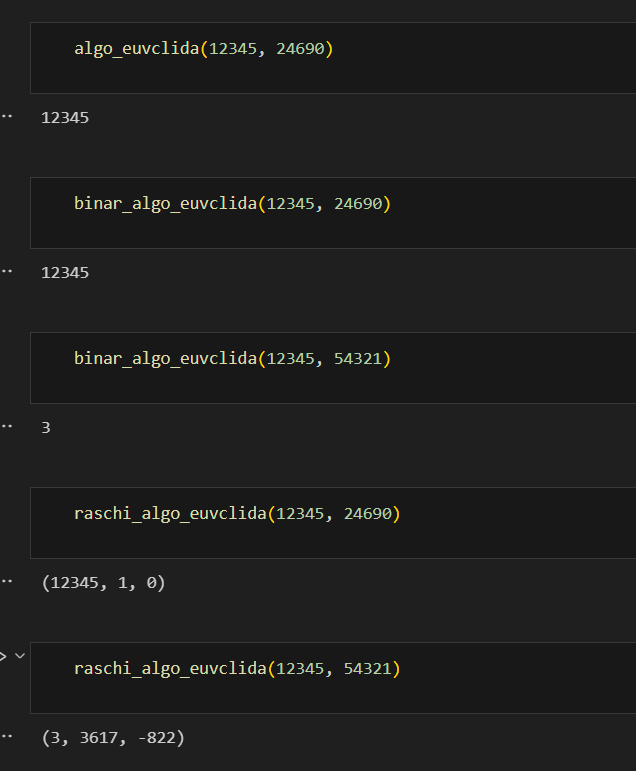 algo_euvclida(12345, 24690)
12345
binar_algo_euvclida(12345, 24690)
12345
binar_algo_euvclida(12345, 54321)
3
raschi_algo_euvclida(12345, 24690)
(12345, 1, 0)
raschi_algo_euvclida(12345, 54321)
(3, 3617, -822)